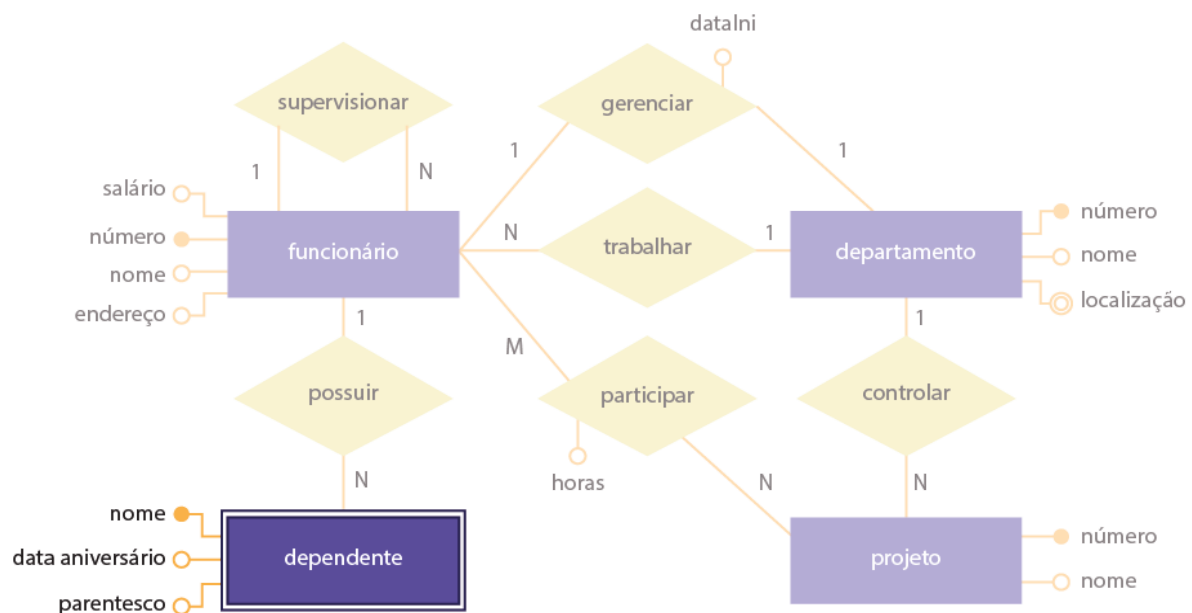 dataIni
supervisionar
gerenciar
1
N
1
1
salário
número
nome
endereço
funcionário
N
trabalhar
1
departamento
número
nome
localização
1
M
1
possuir
participar
controlar
N
horas
N
N
nome
data aniversário
parentesco
dependente
projeto
número
nome